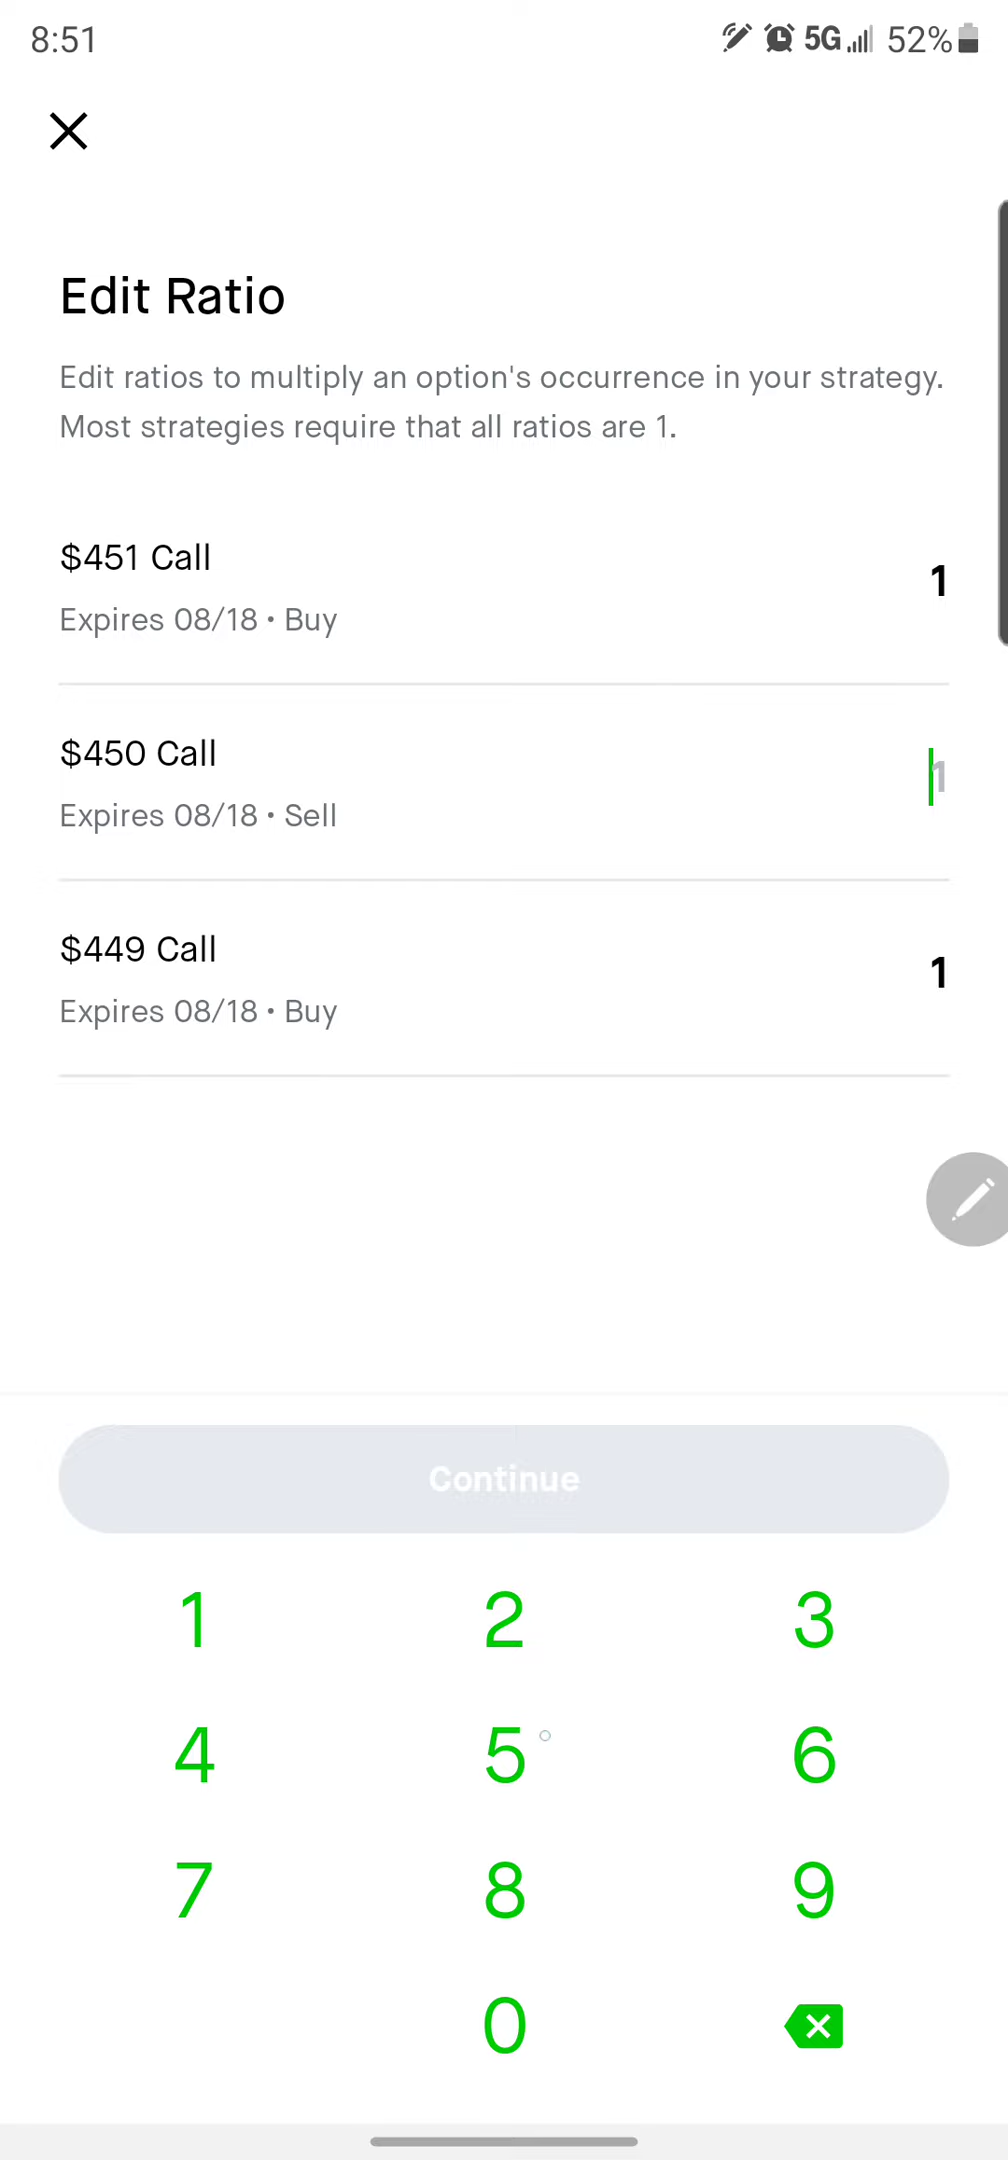 8:51
5G 52%
Edit Ratio
Edit ratios to multiply an option's occurrence in your strategy.
Most strategies require that all ratios are 1.
$451 Call
1
Expires 08/18 • Buy
$450 Call
1
Expires 08/18 • Sell
$449 Call
1
Expires 08/18 • Buy
Continue
1 2 3
4 5 6
7 8 9
0